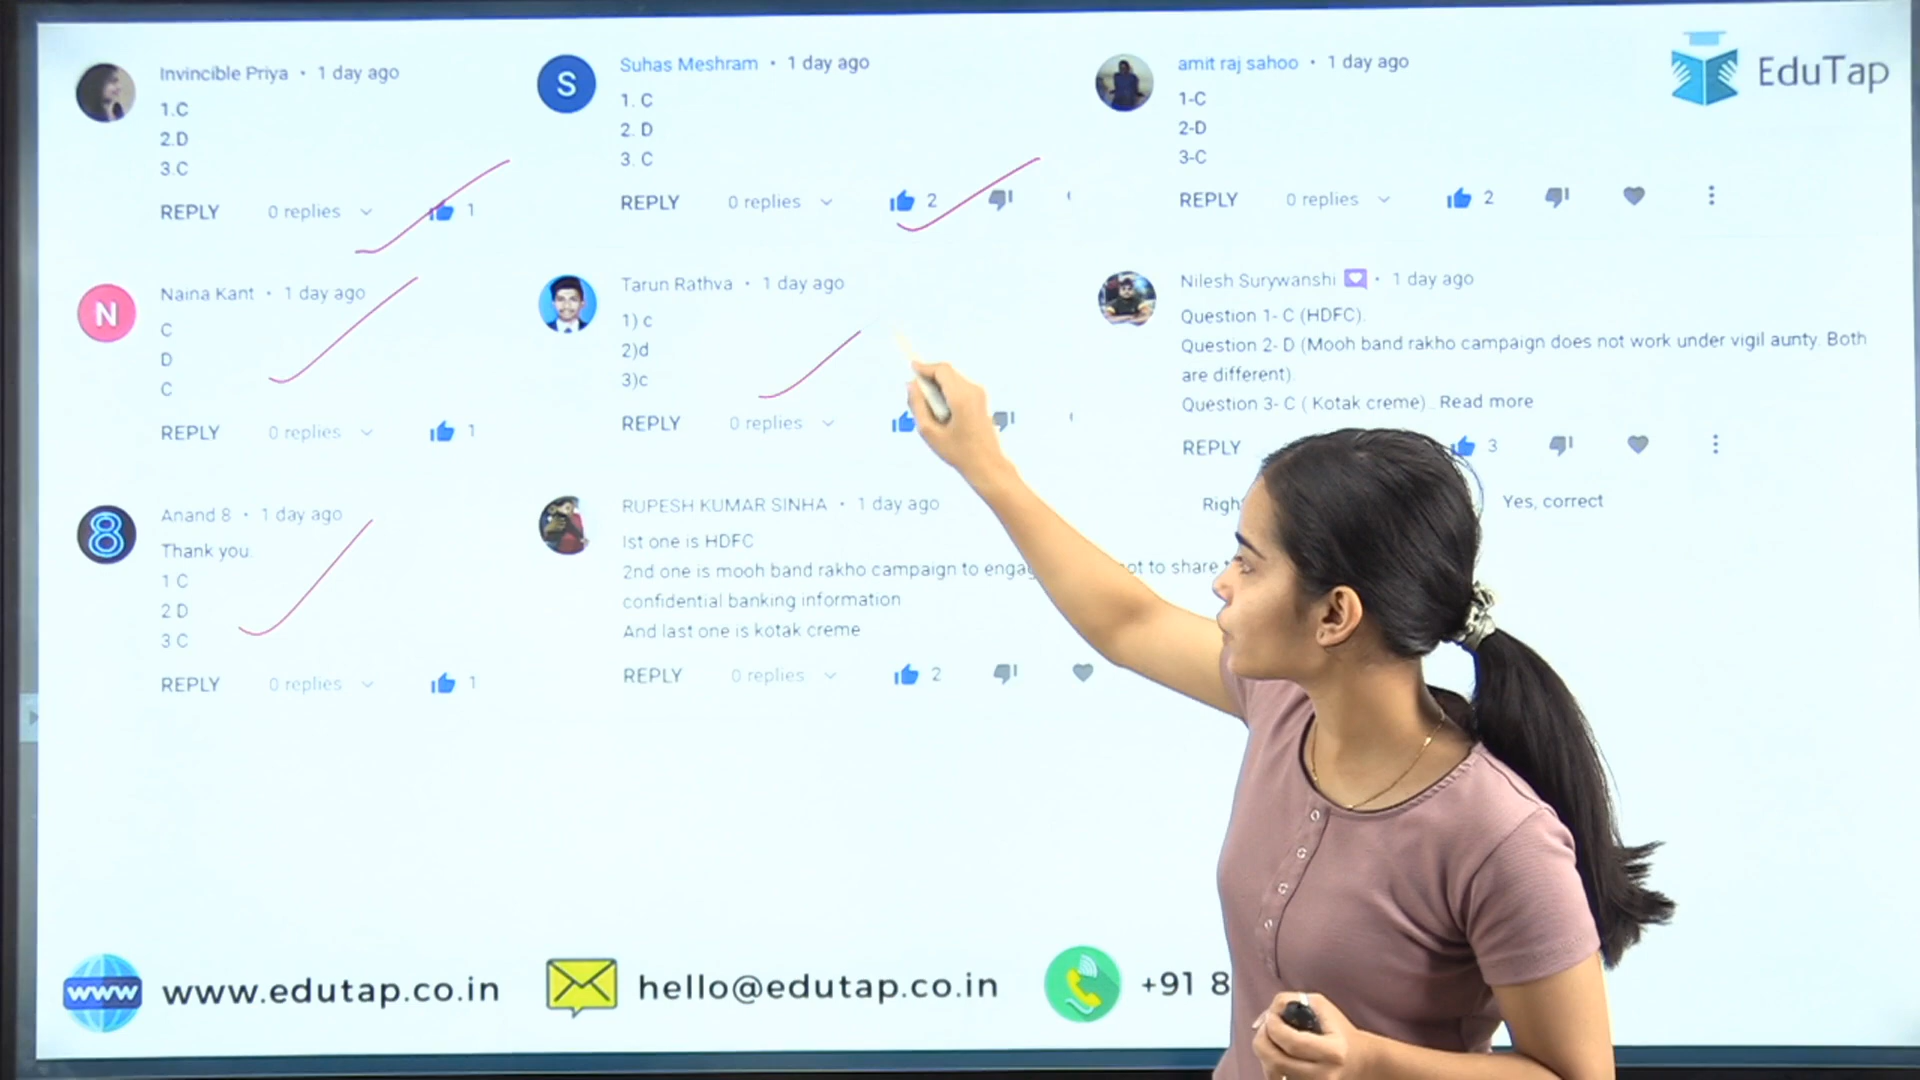 Invincible Priya • 1 day ago
1.C
2.D
3.C
REPLY 0 replies 1
Suhas Meshram • 1 day ago
1. C
2. D
3. C
REPLY 0 replies 2
amit raj sahoo • 1 day ago
1-C
2-D
3-C
REPLY 0 replies 2
EduTap
N
Naina Kant • 1 day ago
C
D
C
REPLY 0 replies 1
Tarun Rathva • 1 day ago
1) c
2)d
3)c
REPLY 0 replies
Nilesh Surywanshi • 1 day ago
Question 1- C (HDFC).
Question 2- D (Mooh band rakho campaign does not work under vigil aunty. Both
are different).
Question 3- C ( Kotak creme).. Read more
REPLY 3
Yes, correct
8
Anand 8 • 1 day ago
Thank you.
1 C
2 D
3 C
REPLY 0 replies 1
RUPESH KUMAR SINHA • 1 day ago
Ist one is HDFC
2nd one is mooh band rakho campaign to to share
confidential banking information
And last one is kotak creme
REPLY 0 replies 2
S
www www.edutap.co.in
hello@edutap.co.in
+91 8